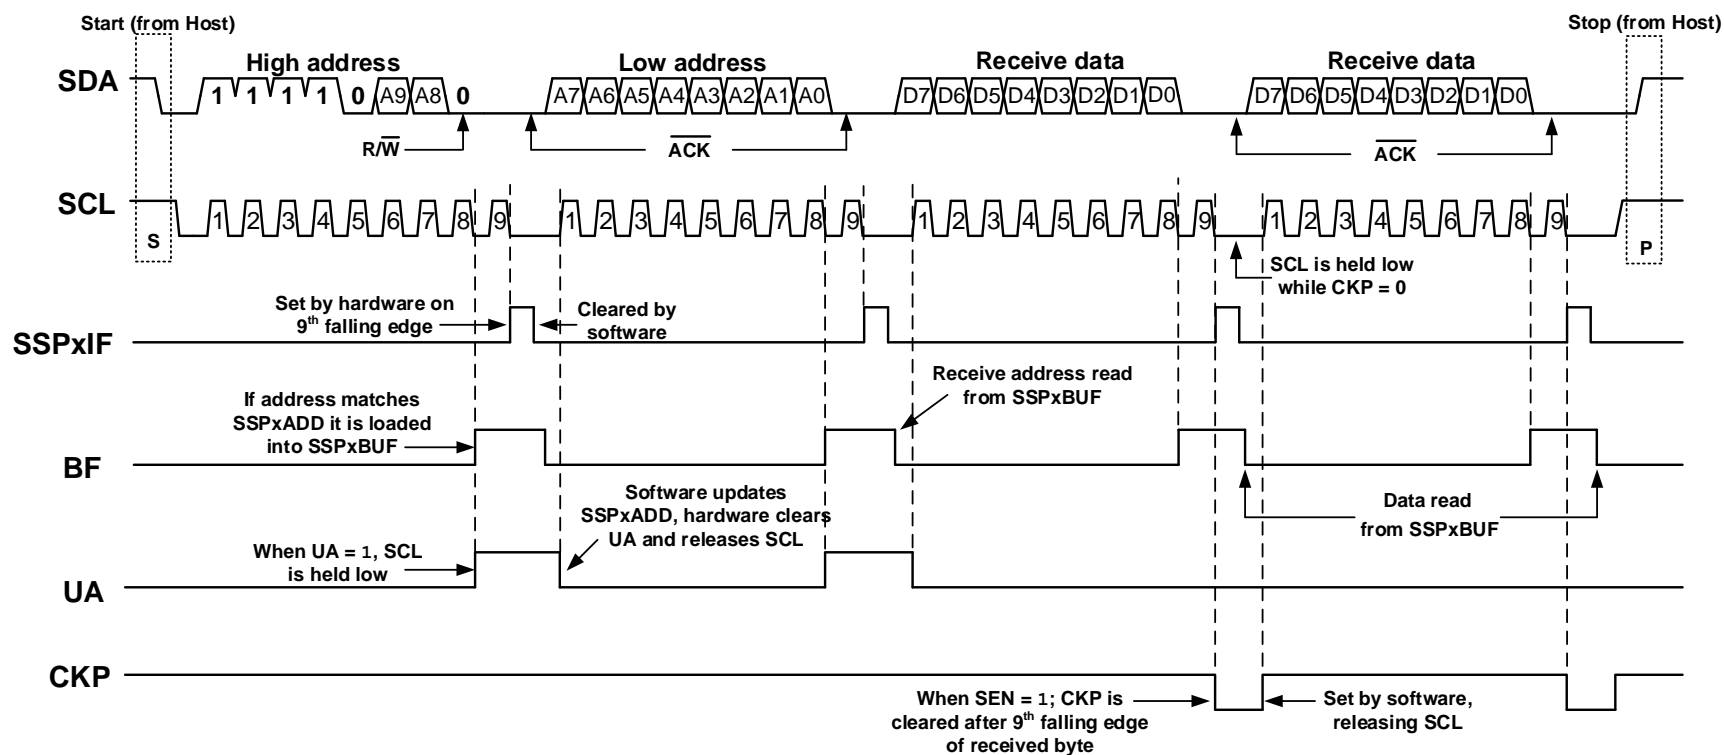 Start (from Host)
Stop (from Host)
High address
Low address
Receive data
Receive data
SDA
1 1 1 1 0 A9 A8 0
A7 A6 A5 A4 A3 A2 A1 A0
D7 D6 D5 D4 D3 D2 D1 D0
D7 D6 D5 D4 D3 D2 D1 D0
R/W̅
A̅C̅K̅
A̅C̅K̅
SCL
1 2 3 4 5 6 7 8 9
1 2 3 4 5 6 7 8 9
1 2 3 4 5 6 7 8 9
1 2 3 4 5 6 7 8 9
S
P
SCL is held low
while CKP = 0
Set by hardware on
9th falling edge
Cleared by
software
SSPxIF
Receive address read
from SSPxBUF
If address matches
SSPxADD it is loaded
into SSPxBUF
BF
Software updates
SSPxADD, hardware clears
UA and releases SCL
Data read
from SSPxBUF
When UA = 1, SCL
is held low
UA
CKP
When SEN = 1; CKP is
cleared after 9th falling edge
of received byte
Set by software,
releasing SCL